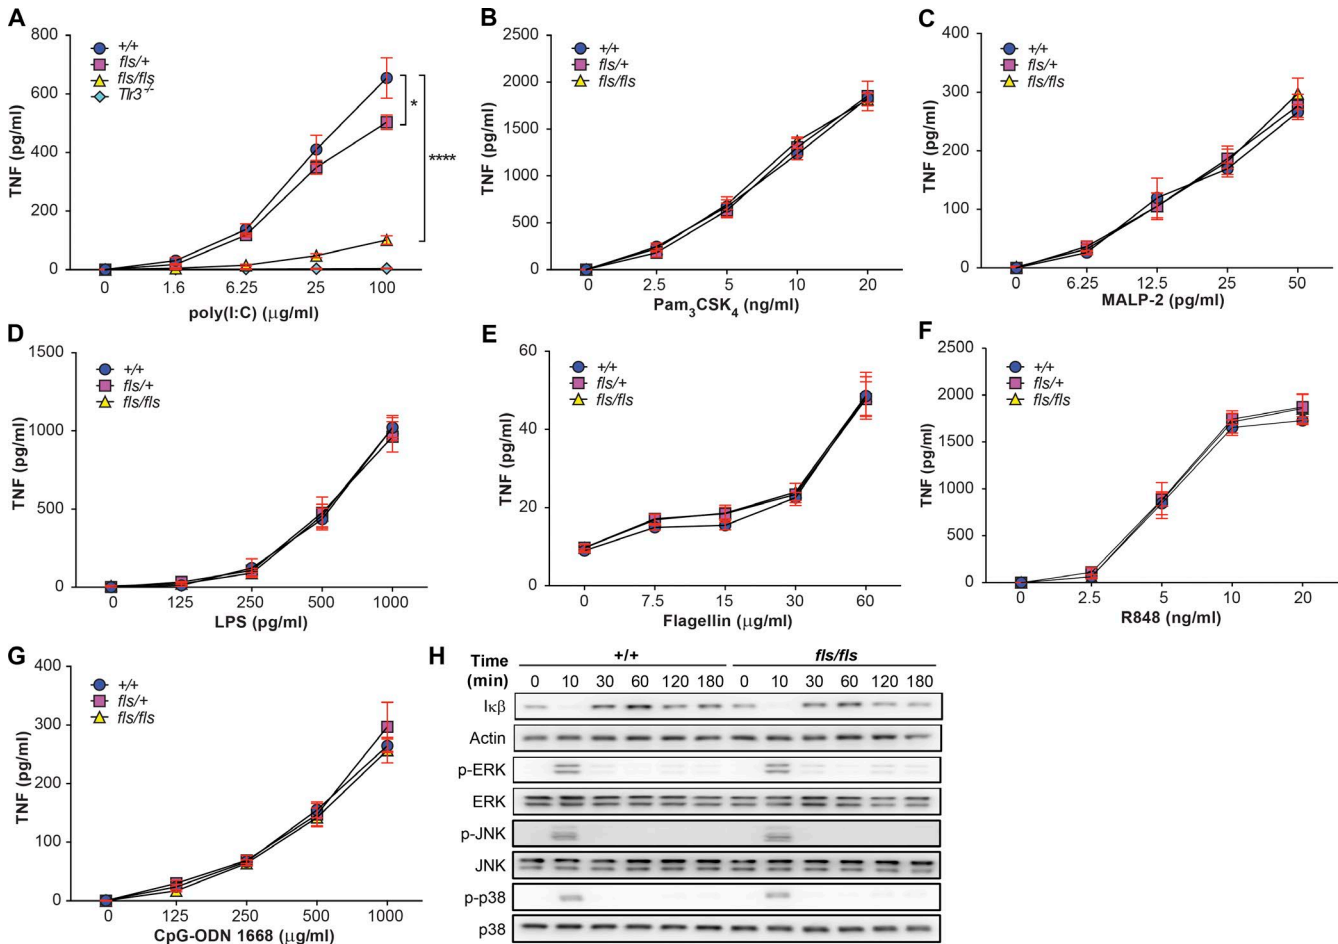 A
800
600
400
200
0
TNF (pg/ml)
+/+
fls/+
fls/fls
Tlr3-/-
*
****
0 1.6 6.25 25 100
poly(I:C) (μg/ml)
B
2500
2000
1500
1000
500
0
TNF (pg/ml)
+/+
fls/+
fls/fls
0 2.5 5 10 20
Pam3CSK4 (ng/ml)
C
400
300
200
100
0
TNF (pg/ml)
+/+
fls/+
fls/fls
0 6.25 12.5 25 50
MALP-2 (pg/ml)
D
1500
1000
500
0
TNF (pg/ml)
+/+
fls/+
fls/fls
0 125 250 500 1000
LPS (pg/ml)
E
60
40
20
0
TNF (pg/ml)
+/+
fls/+
fls/fls
0 7.5 15 30 60
Flagellin (μg/ml)
F
2500
2000
1500
1000
500
0
TNF (pg/ml)
+/+
fls/+
fls/fls
0 2.5 5 10 20
R848 (ng/ml)
G
400
300
200
100
0
TNF (pg/ml)
+/+
fls/+
fls/fls
0 125 250 500 1000
CpG-ODN 1668 (μg/ml)
H
+/+ fls/fls
Time
(min) 0 10 30 60 120 180 0 10 30 60 120 180
Iκβ
Actin
p-ERK
ERK
p-JNK
JNK
p-p38
p38